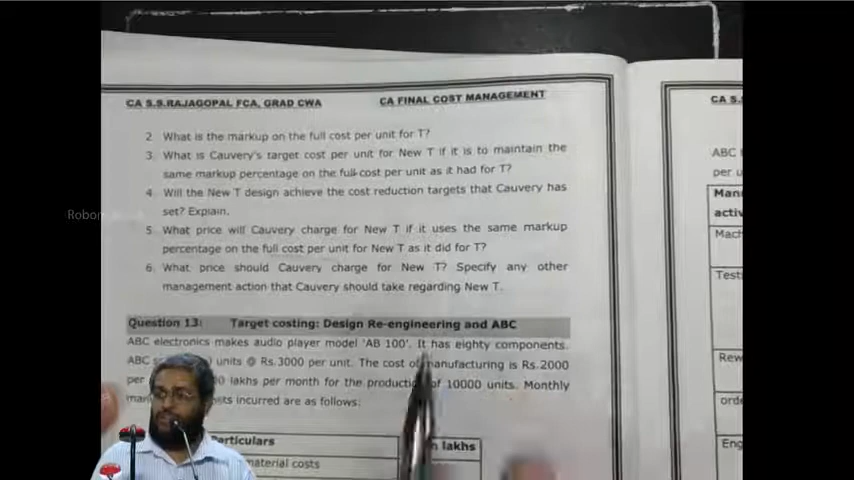 CA S.S.RAJAGOPAL FCA, GRAD CWA CA FINAL COST MANAGEMENT
2 What is the markup on the full cost per unit for T?
3. What is Cauvery's target cost per unit for New T if it is to maintain the
same markup percentage on the full cost per unit as it had for T?
4. Will the New T design achieve the cost reduction targets that Cauvery has
set? Explain.
5. What price will Cauvery charge for New T if it uses the same markup
percentage on the full cost per unit for New T as it did for T?
6. What price should Cauvery charge for New T? Specify any other
management action that Cauvery should take regarding New T.
Question 13: Target costing: Design Re-engineering and ABC
ABC electronics makes audio player model 'AB 100'. It has eighty components.
ABC units @ Rs.3000 per unit. The cost of manufacturing is Rs.2000
per lakhs per month for the production of 10000 units. Monthly
incurred are as follows:
Particulars lakhs
material costs
CA S.
ABC
per u
Man
activ
Mach
Test
Rew
orde
Eng